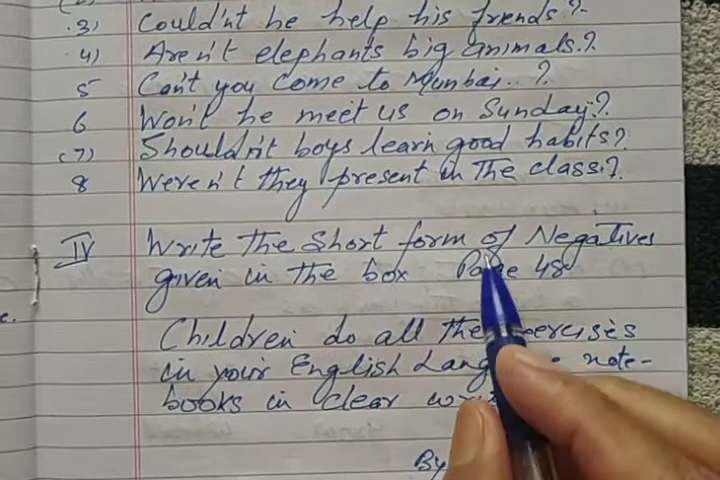 3) Couldn't he help his friends?
4) Aren't elephants big animals.?
5 Can't you come to Mumbai..?
6 Won't he meet us on Sunday?
(7) Shouldn't boys learn good habits?
8 Weren't they present in the class.?
IV Write the Short form of Negatives
given in the box Page 48
Children do all the
in your English note-
books in clear
By